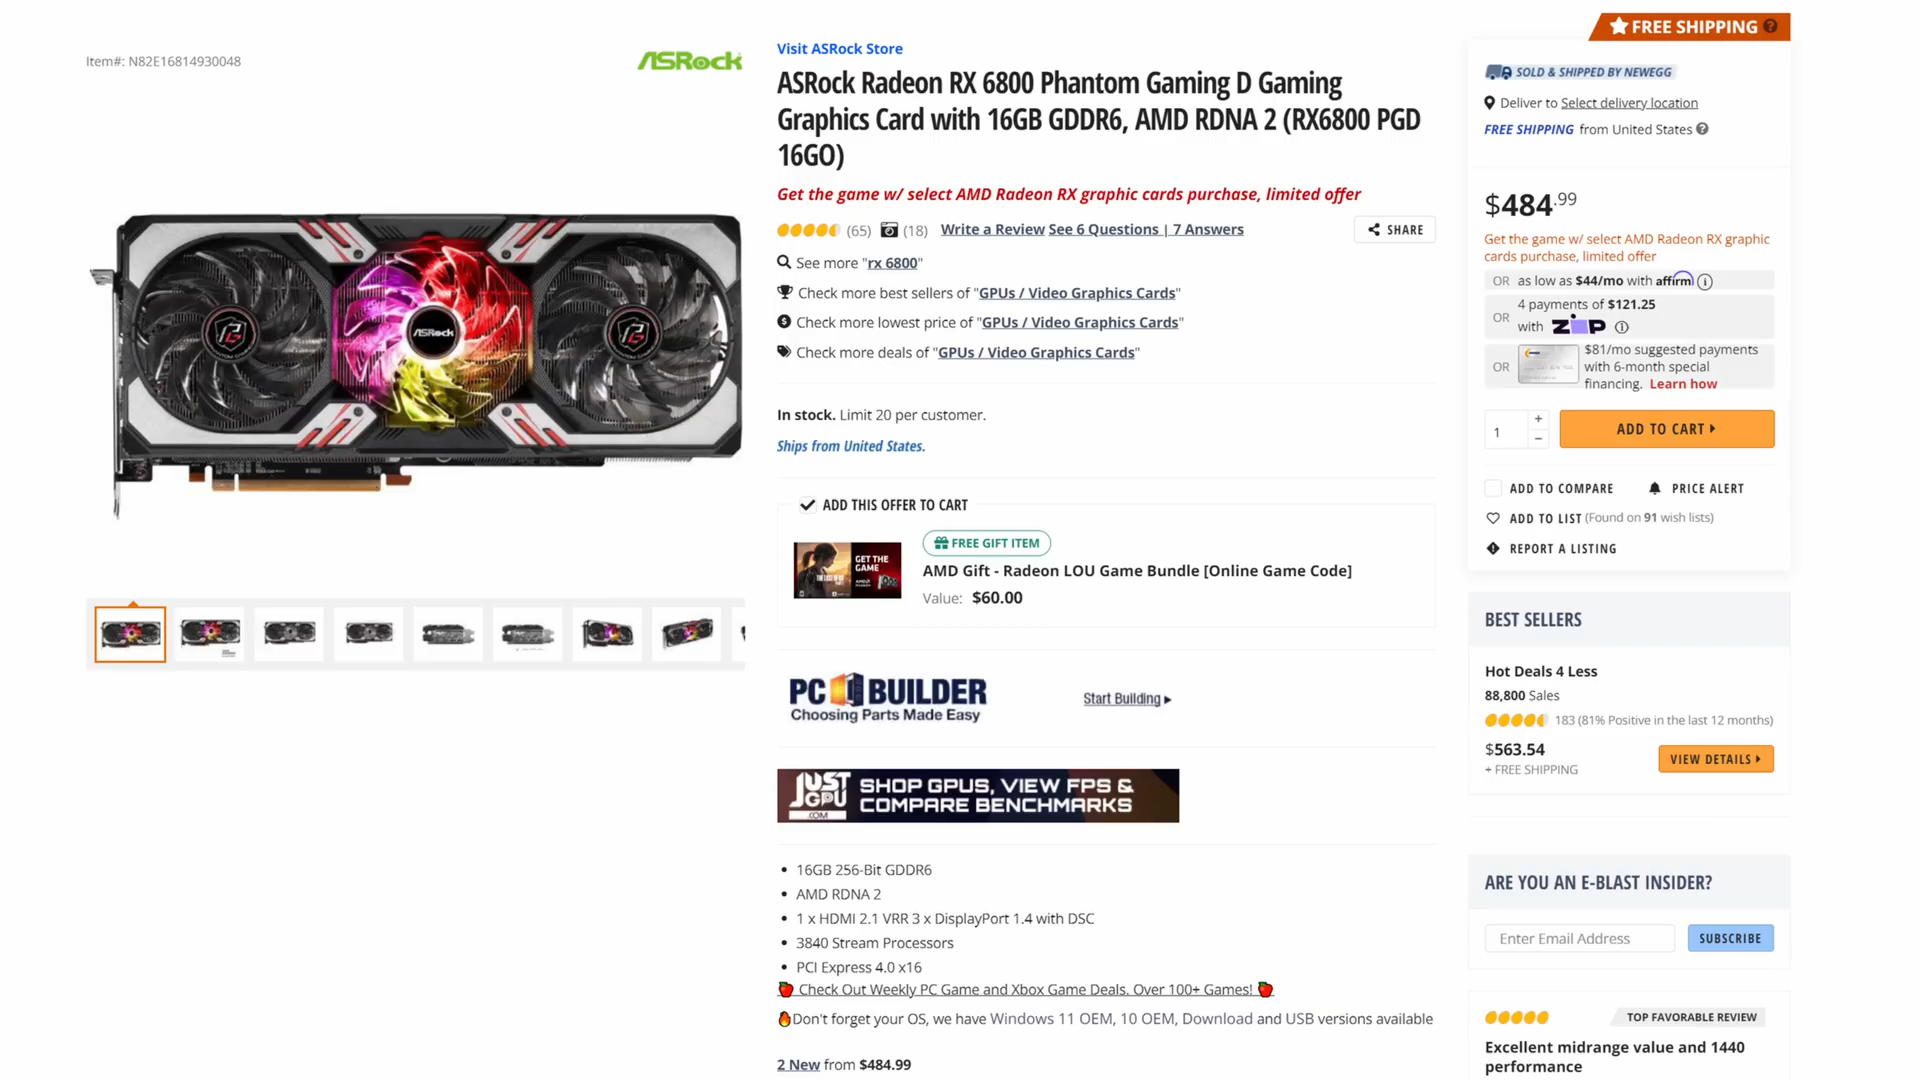 Item#: N82E16814930048
ASRock
Visit ASRock Store
ASRock Radeon RX 6800 Phantom Gaming D Gaming
Graphics Card with 16GB GDDR6, AMD RDNA 2 (RX6800 PGD
16GO)
Get the game w/ select AMD Radeon RX graphic cards purchase, limited offer
(65) (18) Write a Review See 6 Questions | 7 Answers
SHARE
See more "rx 6800"
Check more best sellers of "GPUs / Video Graphics Cards"
Check more lowest price of "GPUs / Video Graphics Cards"
Check more deals of "GPUs / Video Graphics Cards"
In stock. Limit 20 per customer.
Ships from United States.
ADD THIS OFFER TO CART
GET THE
GAME
FREE GIFT ITEM
AMD Gift - Radeon LOU Game Bundle [Online Game Code]
Value: $60.00
PC BUILDER
Choosing Parts Made Easy
Start Building
JUST
GPU
.COM
SHOP GPUS, VIEW FPS &
COMPARE BENCHMARKS
• 16GB 256-Bit GDDR6
• AMD RDNA 2
• 1 x HDMI 2.1 VRR 3 x DisplayPort 1.4 with DSC
• 3840 Stream Processors
• PCI Express 4.0 x16
Check Out Weekly PC Game and Xbox Game Deals. Over 100+ Games!
Don't forget your OS, we have Windows 11 OEM, 10 OEM, Download and USB versions available
2 New from $484.99
ASRock
FREE SHIPPING ?
SOLD & SHIPPED BY NEWEGG
Deliver to Select delivery location
FREE SHIPPING from United States ?
$484.99
Get the game w/ select AMD Radeon RX graphic
cards purchase, limited offer
OR as low as $44/mo with affirm
OR 4 payments of $121.25
with ZIP
OR $81/mo suggested payments
with 6-month special
financing. Learn how
1 + −
ADD TO CART
ADD TO COMPARE
PRICE ALERT
ADD TO LIST (Found on 91 wish lists)
REPORT A LISTING
BEST SELLERS
Hot Deals 4 Less
88,800 Sales
183 (81% Positive in the last 12 months)
$563.54
+ FREE SHIPPING
VIEW DETAILS
ARE YOU AN E-BLAST INSIDER?
Enter Email Address
SUBSCRIBE
TOP FAVORABLE REVIEW
Excellent midrange value and 1440
performance